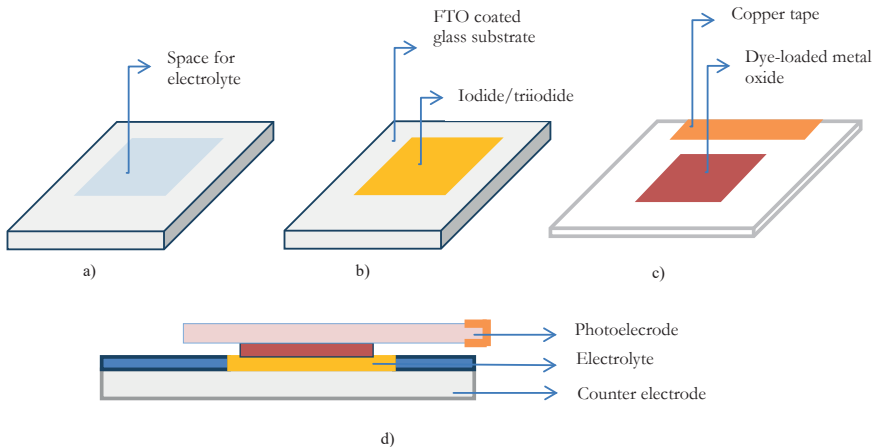 Space for
electrolyte
a)
FTO coated
glass substrate
Iodide/triiodide
b)
Copper tape
Dye-loaded metal
oxide
c)
Photoelecrode
Electrolyte
Counter electrode
d)